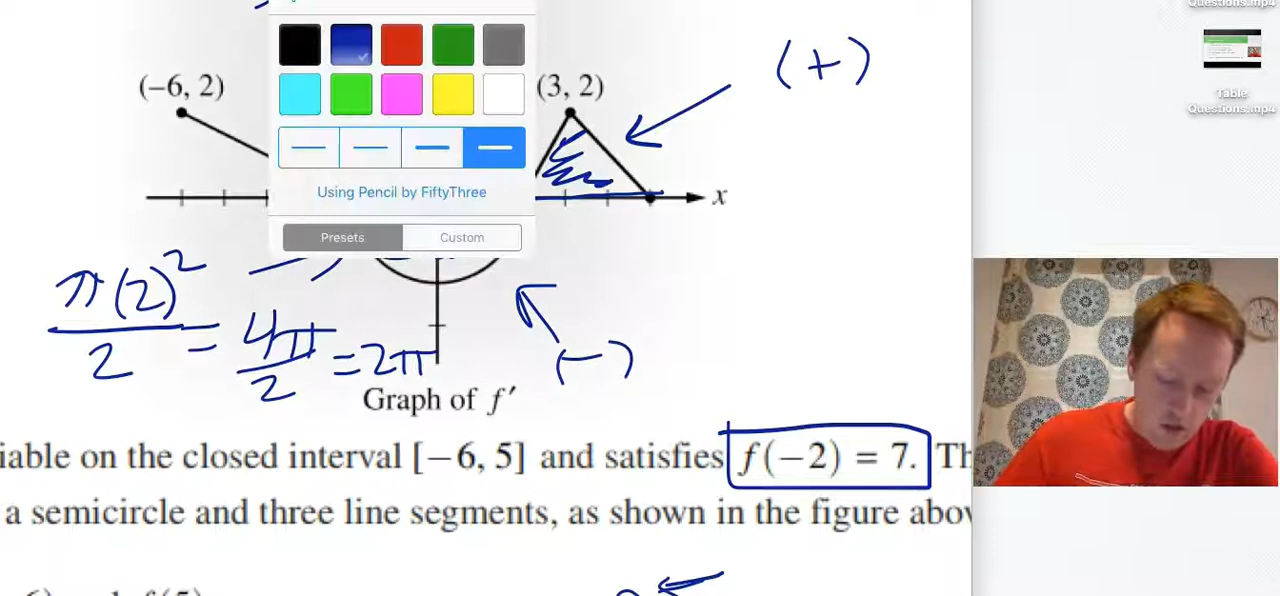 Questions.mp4
(+)
(−6, 2)
(3, 2)
Table
Questions.mp4
Using Pencil by FiftyThree
x
Presets
Custom
π(2)²/2 = 4π/2 = 2π
(−)
Graph of f′
iable on the closed interval [−6, 5] and satisfies f(−2) = 7. Th
a semicircle and three line segments, as shown in the figure abov